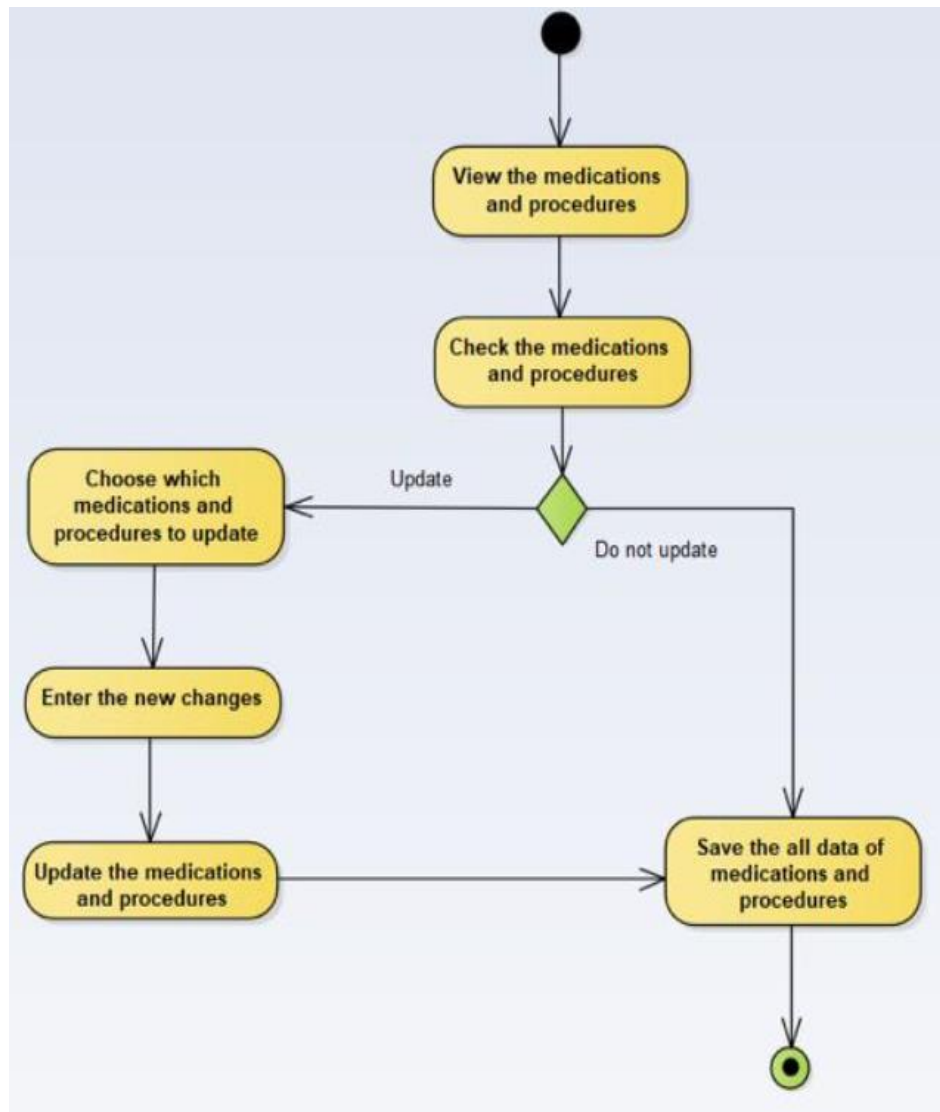 View the medications
and procedures
Check the medications
and procedures
Update
Do not update
Choose which
medications and
procedures to update
Enter the new changes
Update the medications
and procedures
Save the all data of
medications and
procedures